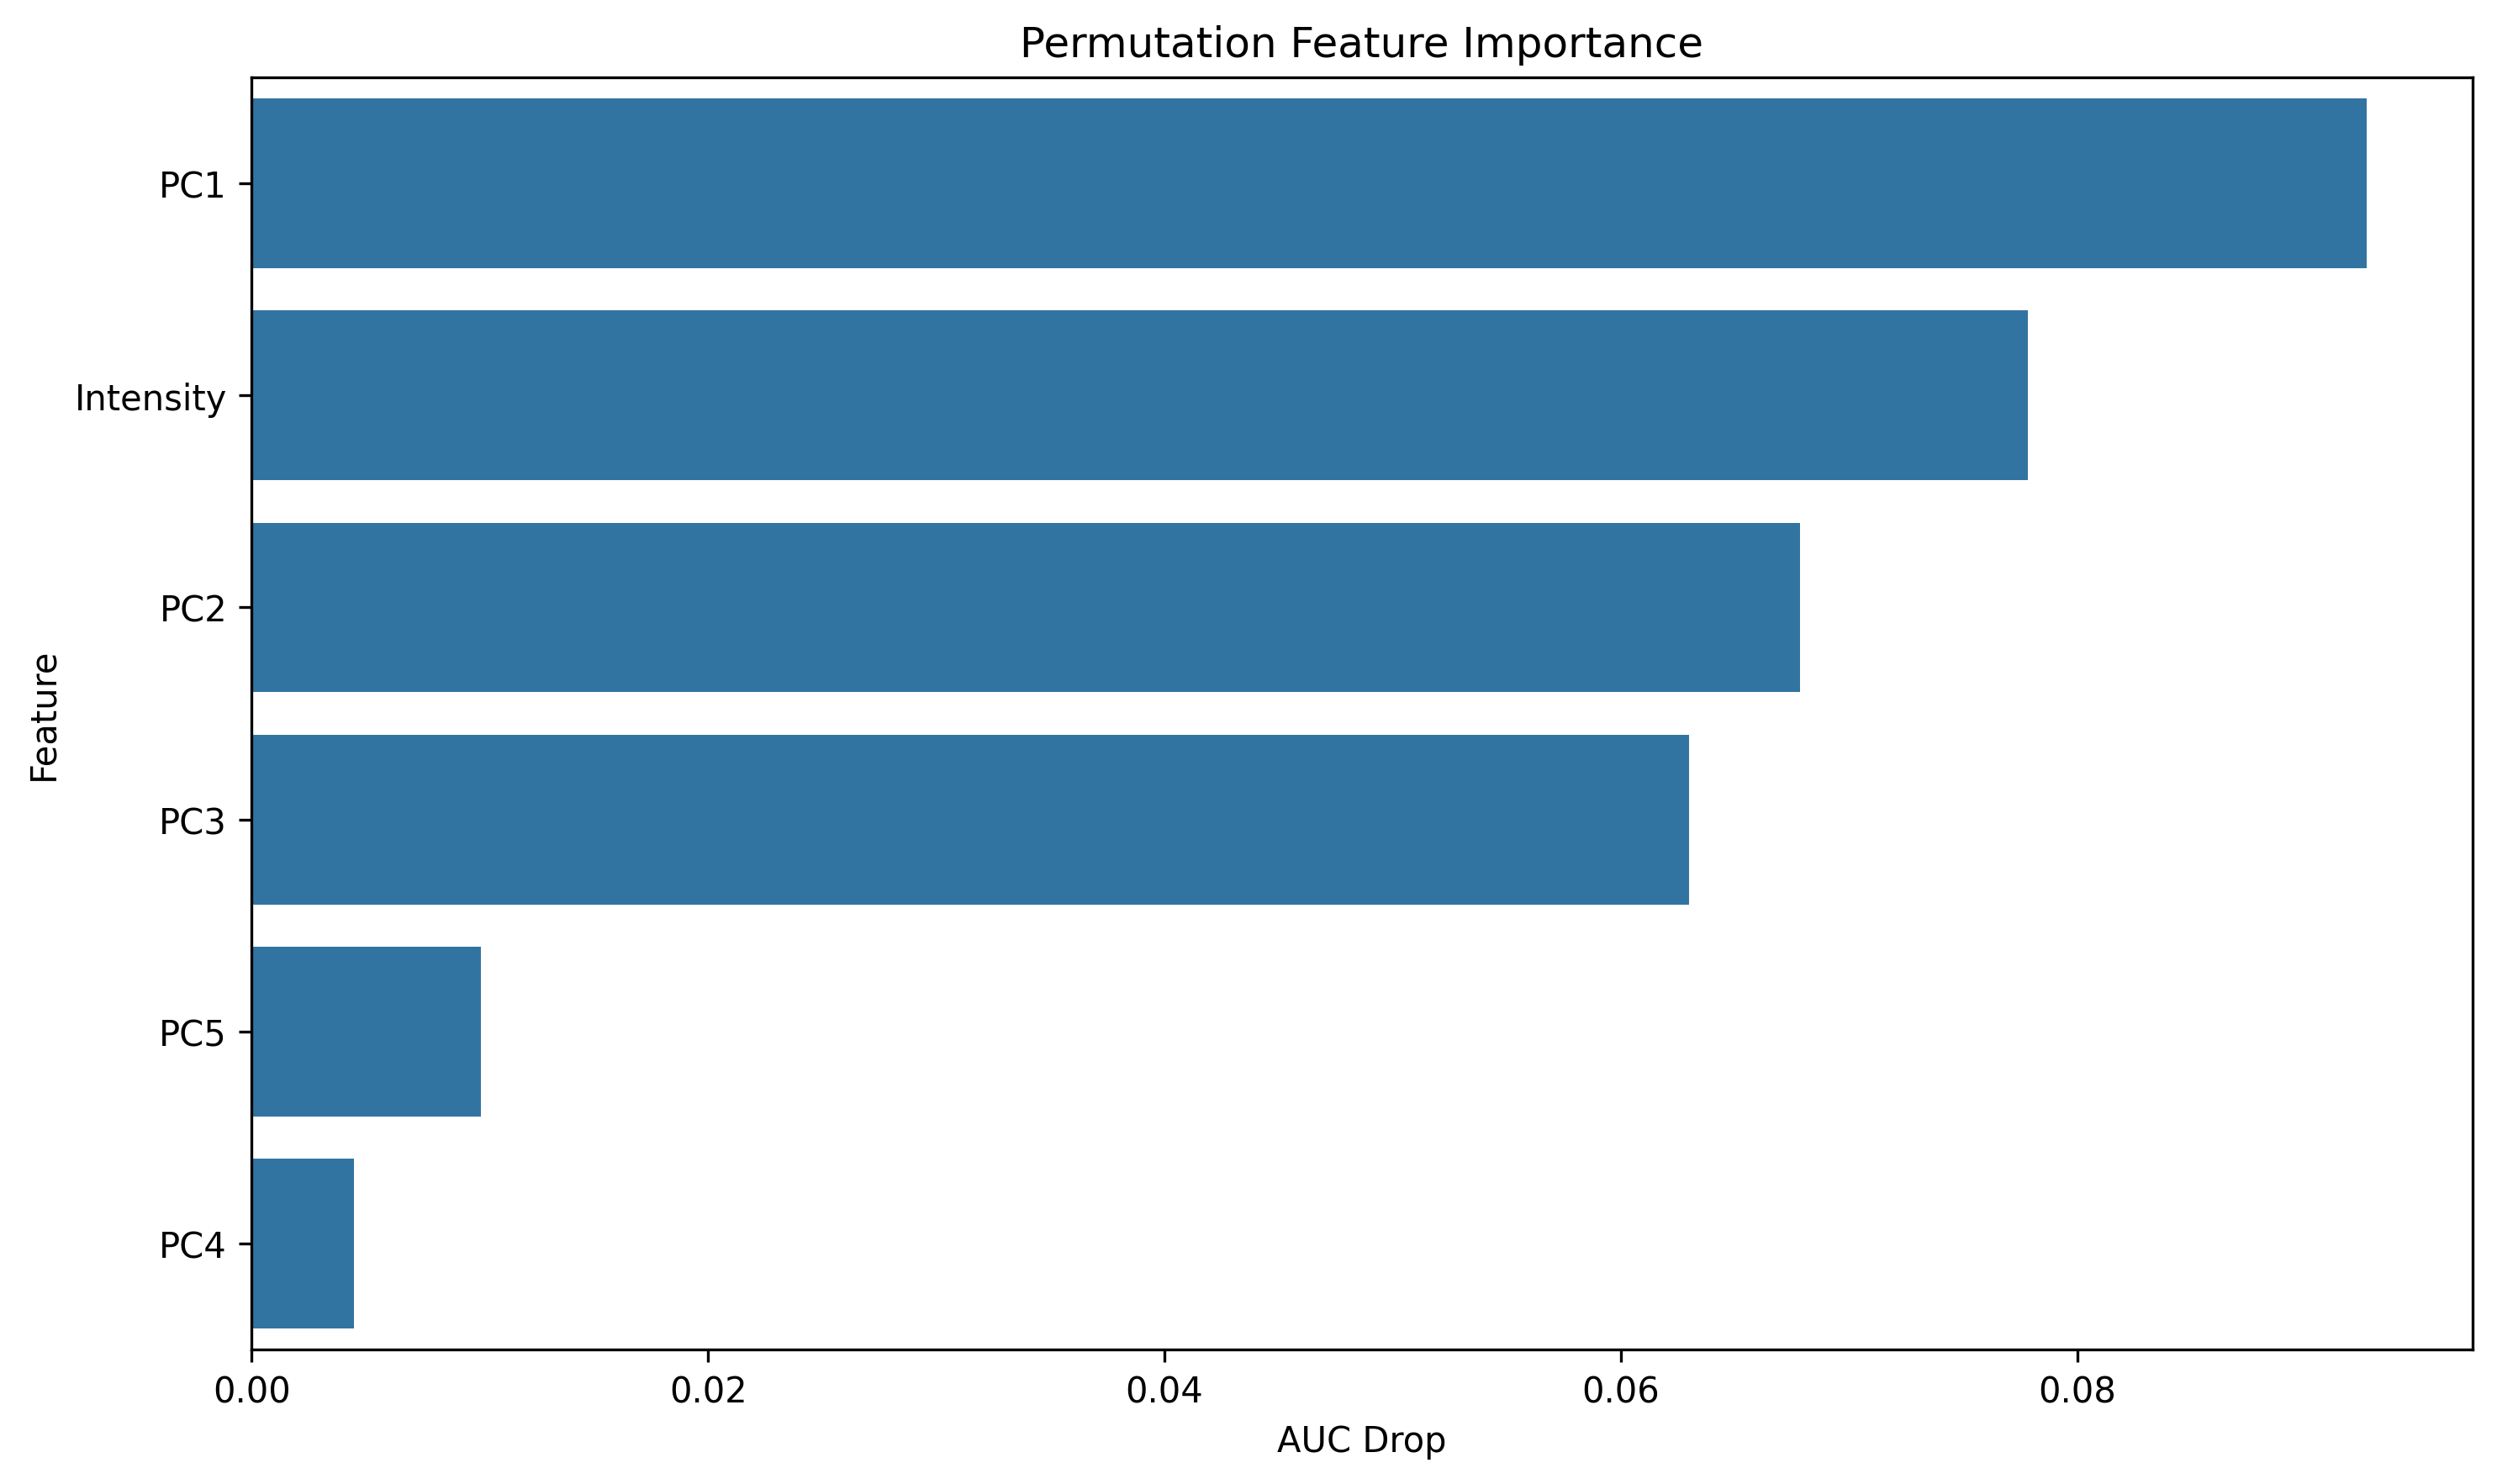 Permutation Feature Importance
PC1
Intensity
PC2
PC3
PC5
PC4
Feature
0.00 0.02 0.04 0.06 0.08
AUC Drop